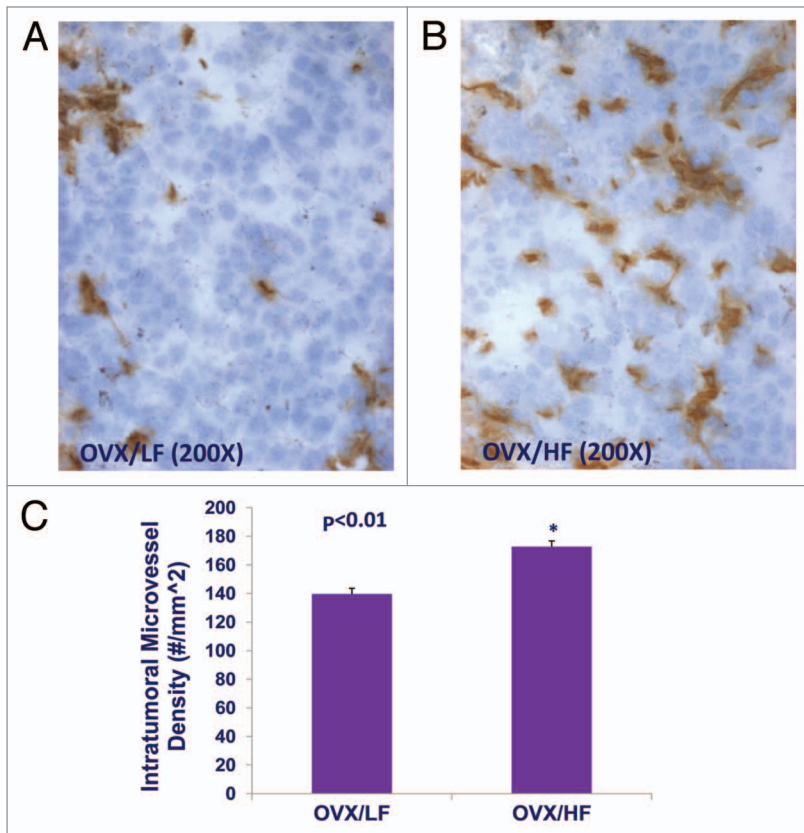 A
B
OVX/LF (200X)
OVX/HF (200X)
C
Intratumoral Microvessel
Density (#/mm^2)
200
180
160
140
120
100
80
60
40
20
0
p<0.01
*
OVX/LF
OVX/HF